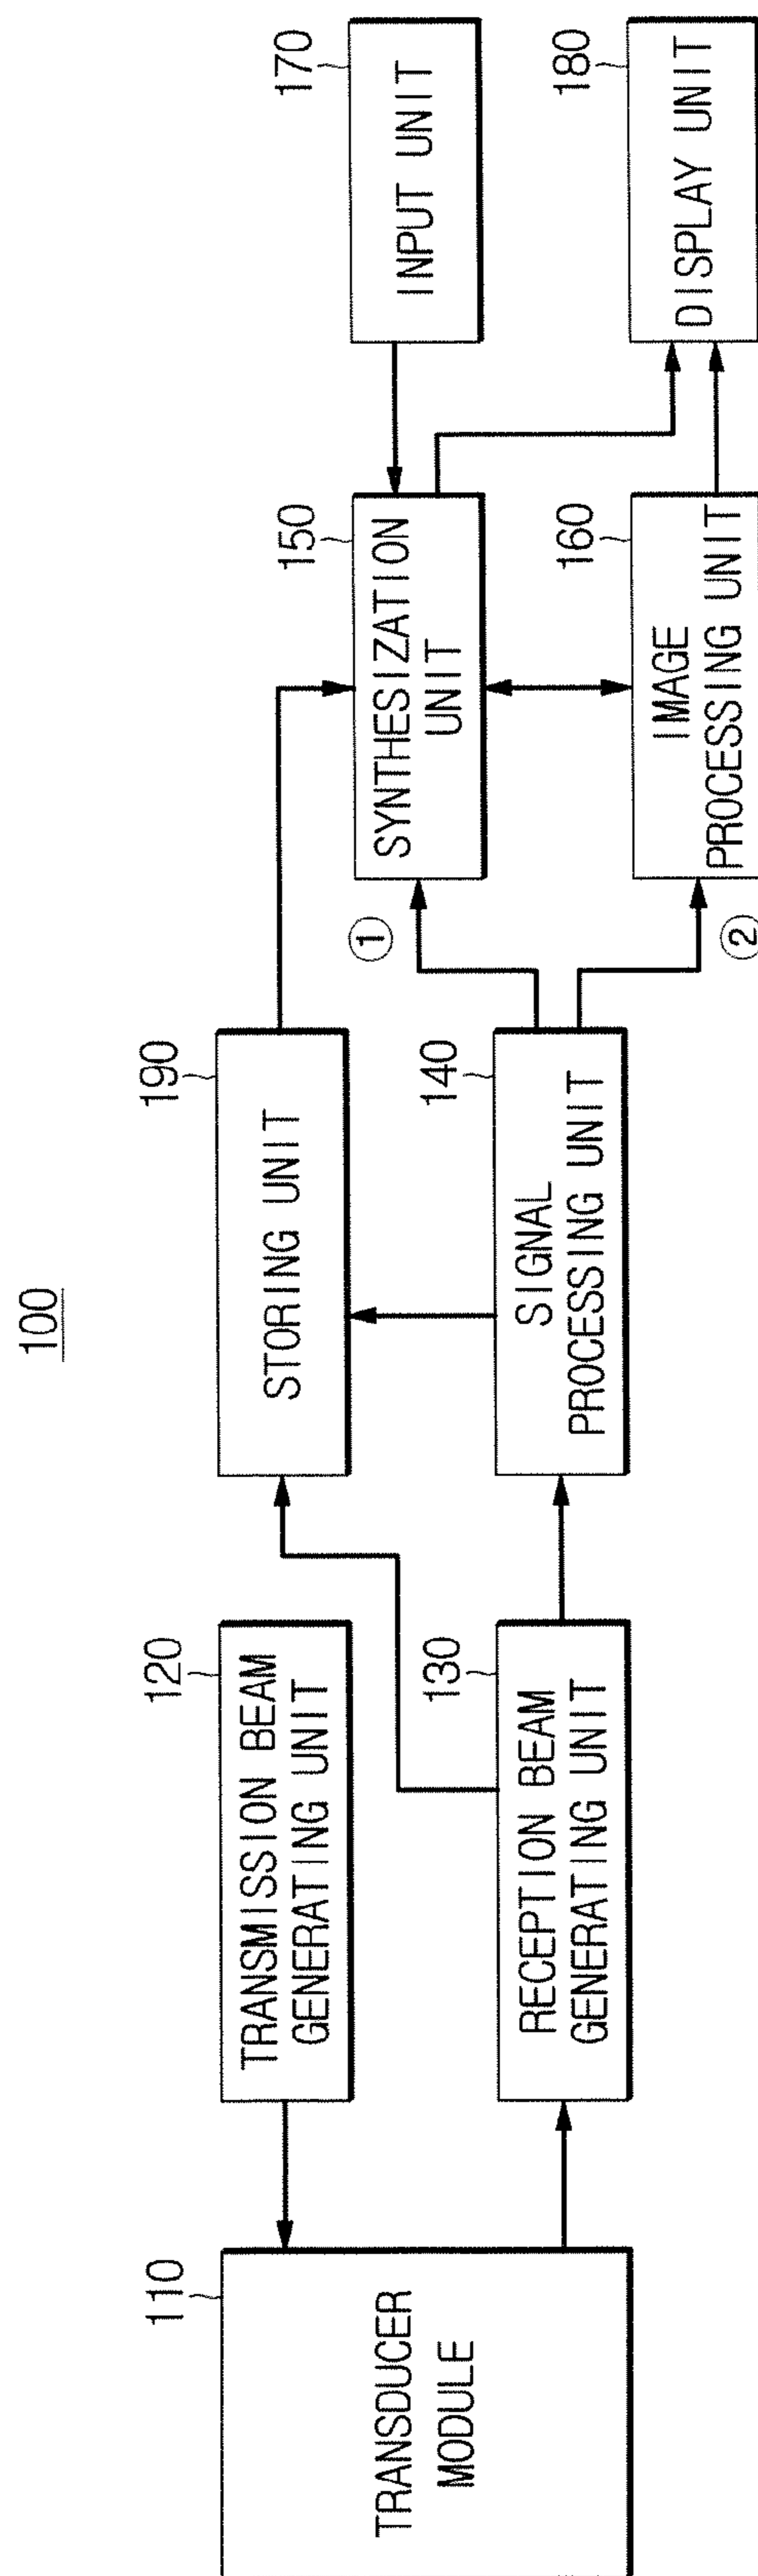 100
110
TRANSDUCER
MODULE
120
TRANSMISSION BEAM
GENERATING UNIT
130
RECEPTION BEAM
GENERATING UNIT
190
STORING UNIT
140
SIGNAL
PROCESSING UNIT
①
②
150
SYNTHESIZATION
UNIT
160
IMAGE
PROCESSING UNIT
170
INPUT UNIT
180
DISPLAY UNIT